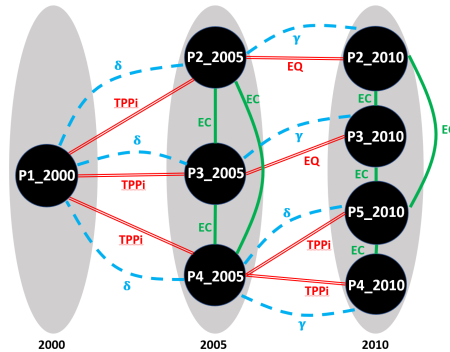 γ
P2_2005
P2_2010
δ
EQ
TPPi
EC
EC
EC
EC
γ
δ
P3_2010
P1_2000
P3_2005
EQ
TPPi
EC
δ
P5_2010
EC
TPPi
TPPi
EC
P4_2005
TPPi
P4_2010
δ
γ
2000
2005
2010